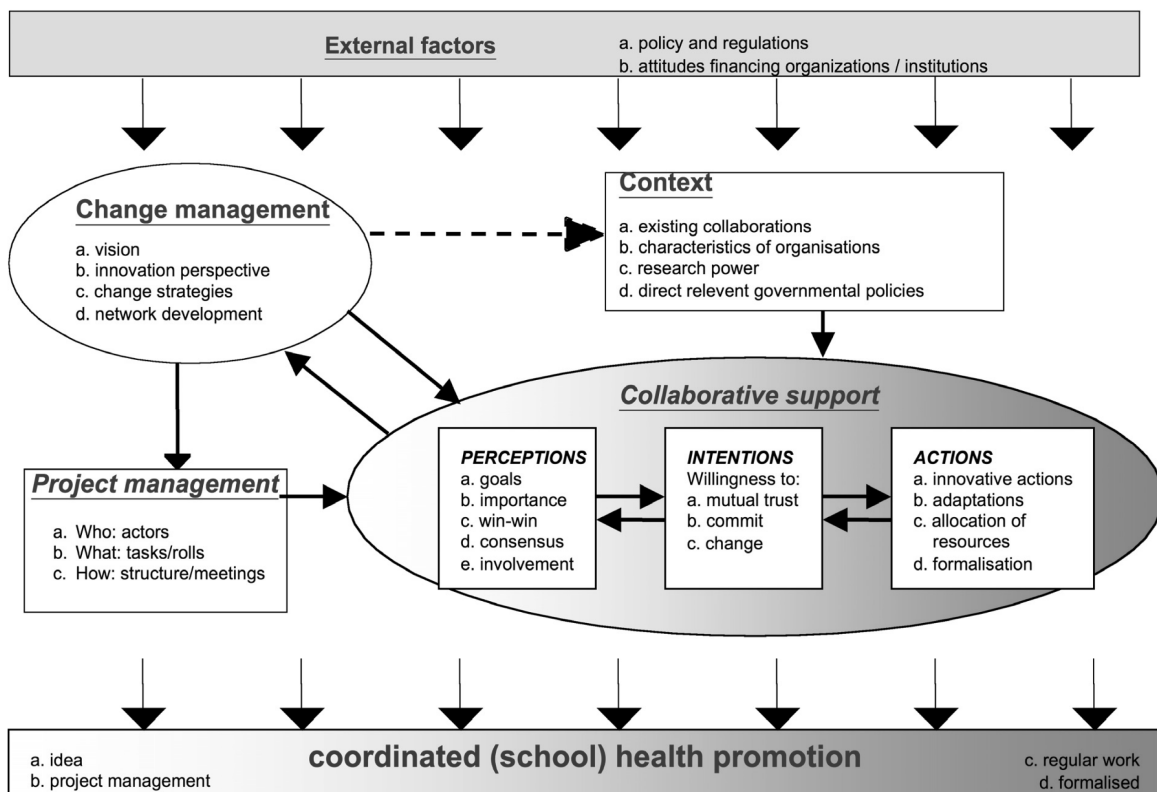 External factors
a. policy and regulations
b. attitudes financing organizations / institutions
Change management
a. vision
b. innovation perspective
c. change strategies
d. network development
Context
a. existing collaborations
b. characteristics of organisations
c. research power
d. direct relevent governmental policies
Collaborative support
Project management
a. Who: actors
b. What: tasks/rolls
c. How: structure/meetings
PERCEPTIONS
a. goals
b. importance
c. win-win
d. consensus
e. involvement
INTENTIONS
Willingness to:
a. mutual trust
b. commit
c. change
ACTIONS
a. innovative actions
b. adaptations
c. allocation of
resources
d. formalisation
coordinated (school) health promotion
a. idea
b. project management
c. regular work
d. formalised